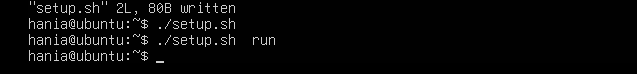 "setup.sh" 2L, 80B written
hania@ubuntu:~$ ./setup.sh
hania@ubuntu:~$ ./setup.sh  run
hania@ubuntu:~$ _